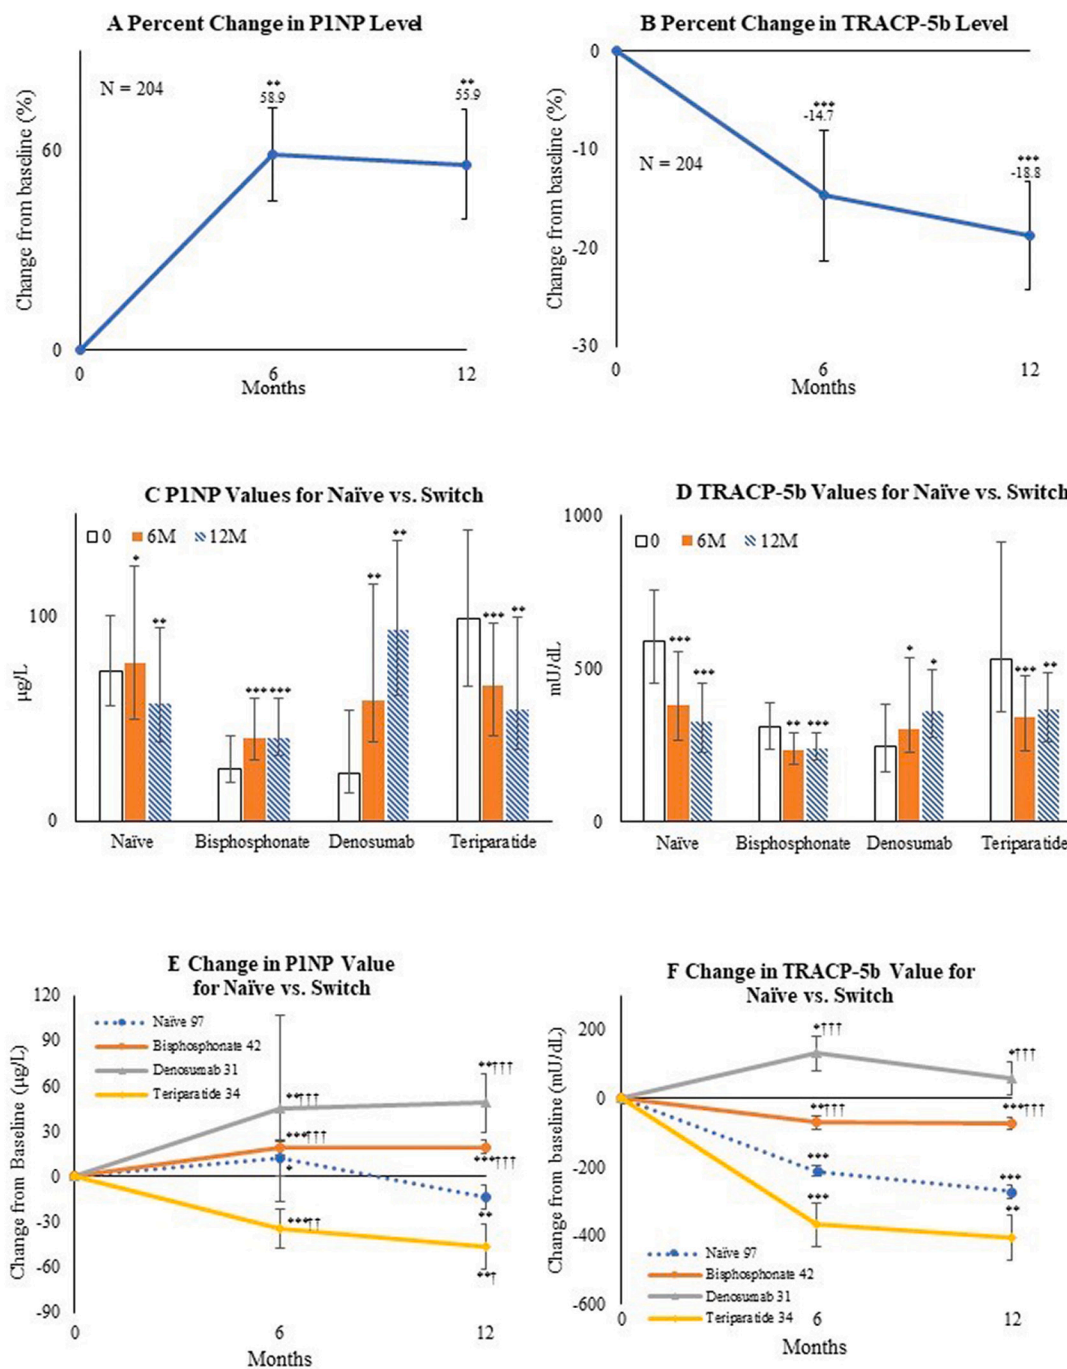 A Percent Change in P1NP Level
Change from baseline (%)
60
0
N = 204
**
58.9
**
55.9
0
6
12
Months
B Percent Change in TRACP-5b Level
Change from baseline (%)
0
-10
-20
-30
N = 204
***
-14.7
***
-18.8
0
6
12
Months
C P1NP Values for Naïve vs. Switch
0 6M 12M
µg/L
100
0
*
**
***
***
**
**
***
**
Naïve Bisphosphonate Denosumab Teriparatide
D TRACP-5b Values for Naïve vs. Switch
0 6M 12M
mU/dL
1000
500
0
***
***
**
***
*
*
***
**
Naïve Bisphosphonate Denosumab Teriparatide
E Change in P1NP Value
for Naïve vs. Switch
Change from Baseline (µg/L)
120
90
60
30
0
-30
-60
-90
Naïve 97
Bisphosphonate 42
Denosumab 31
Teriparatide 34
**↑↑↑
***↑↑↑
*
***↑↑
**↑↑↑
***↑↑↑
**
**↑
0
6
12
Months
F Change in TRACP-5b Value for
Naïve vs. Switch
Change from baseline (mU/dL)
200
0
-200
-400
-600
*↑↑↑
**↑↑↑
***
***
*↑↑↑
***↑↑↑
***
**
Naïve 97
Bisphosphonate 42
Denosumab 31
Teriparatide 34
0
6
12
Months